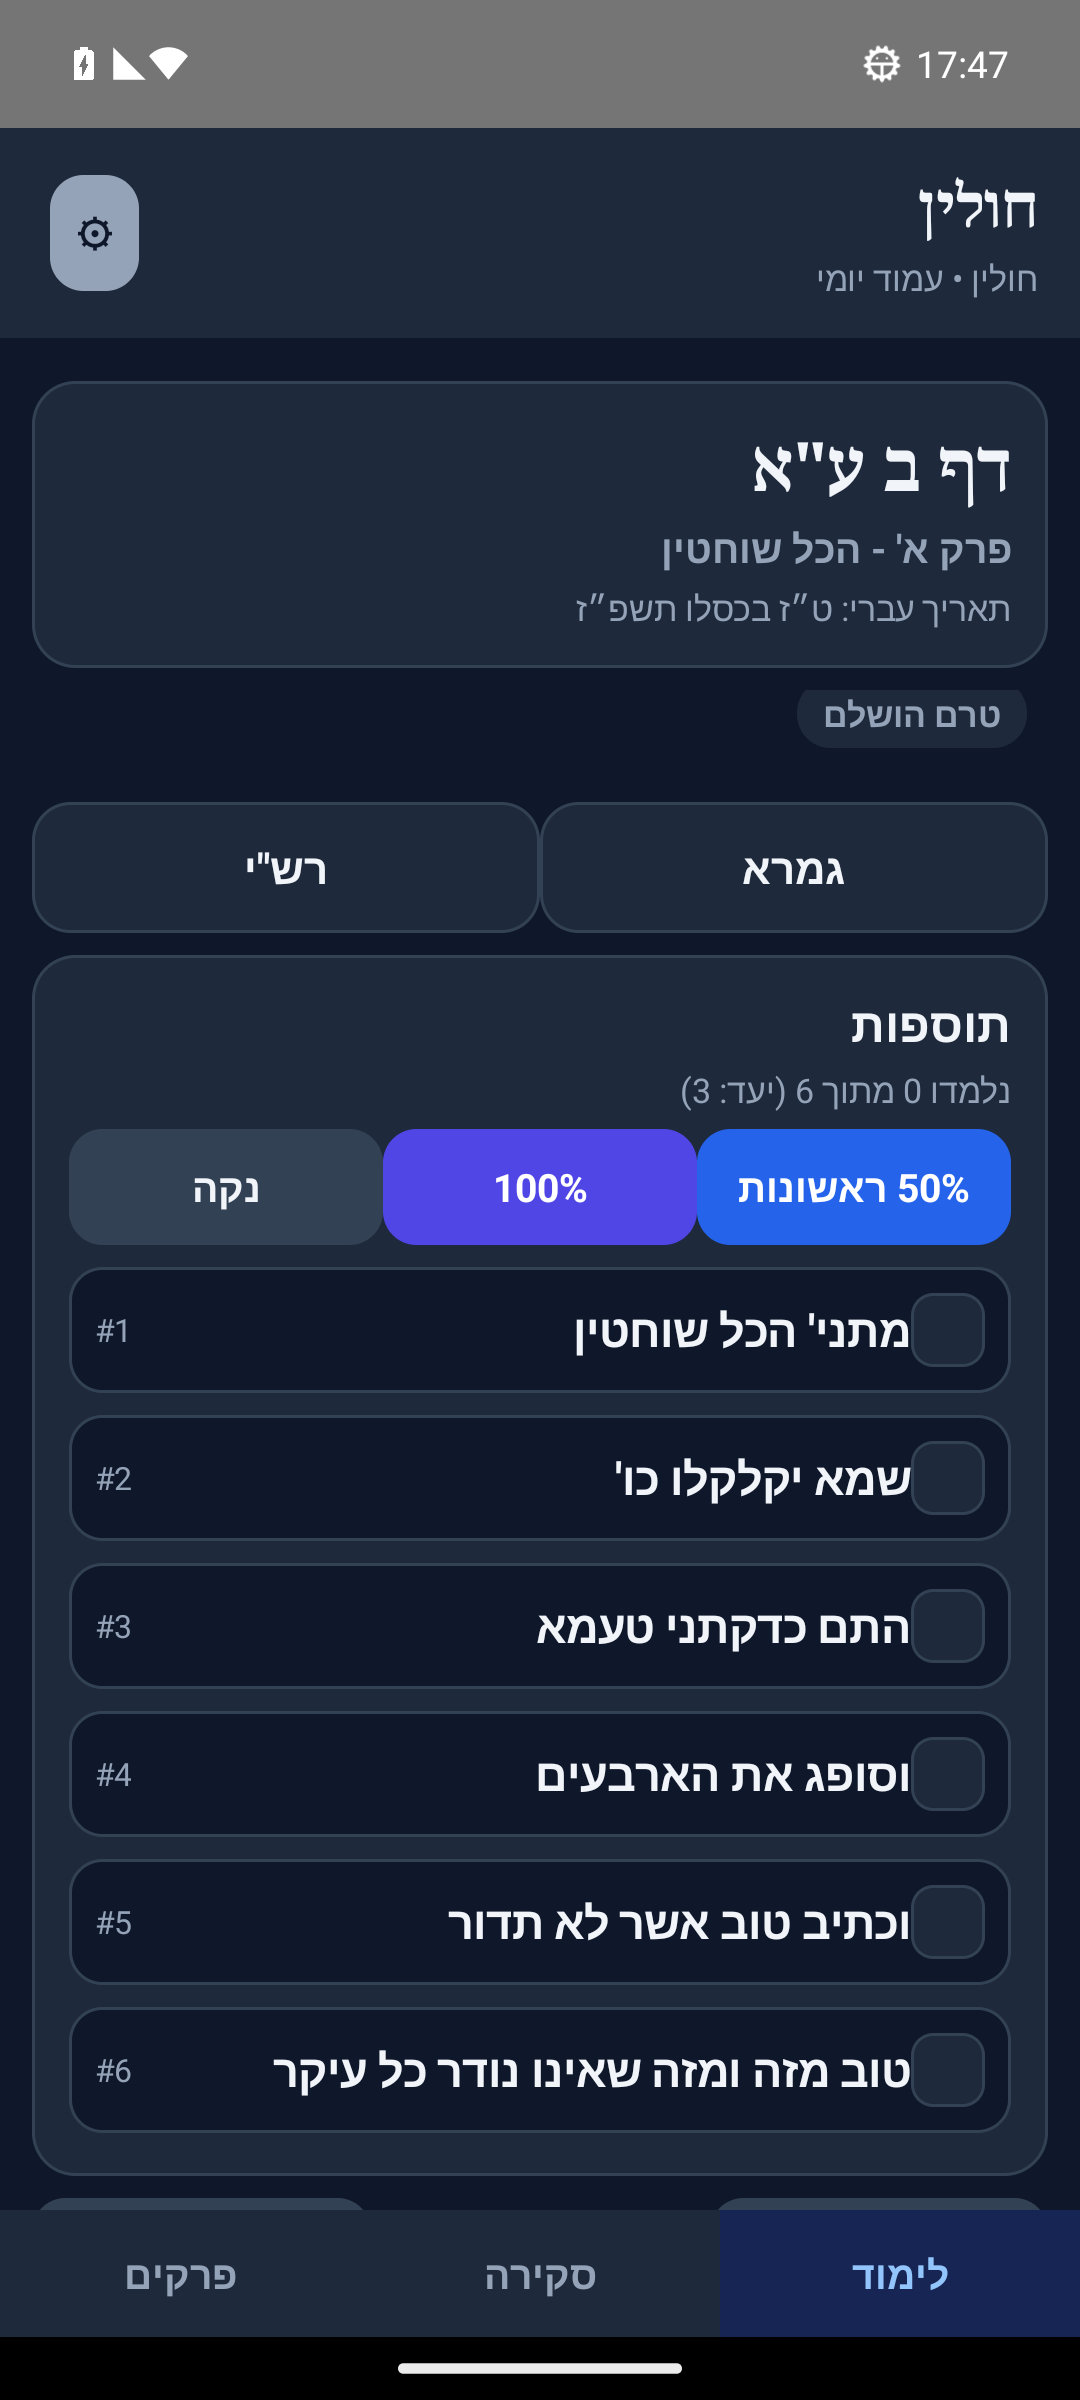 17:47
חולין
חולין • עמוד יומי
דף ב ע"א
פרק א' - הכל שוחטין
תאריך עברי: ט״ז בכסלו תשפ״ז
טרם הושלם
גמרא
רש"י
תוספות
נלמדו 0 מתוך 6 (יעד: 3)
50% ראשונות
100%
נקה
מתני' הכל שוחטין #1
שמא יקלקלו כו' #2
התם כדקתני טעמא #3
וסופג את הארבעים #4
וכתיב טוב אשר לא תדור #5
טוב מזה ומזה שאינו נודר כל עיקר #6
לימוד
סקירה
פרקים